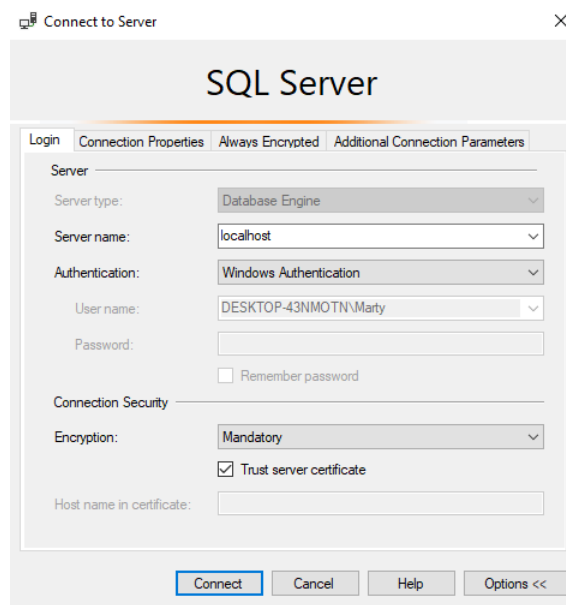 Connect to Server
SQL Server
Login Connection Properties Always Encrypted Additional Connection Parameters
Server
Server type: Database Engine
Server name: localhost
Authentication: Windows Authentication
User name: DESKTOP-43NMOTN\Marty
Password:
Remember password
Connection Security
Encryption: Mandatory
Trust server certificate
Host name in certificate:
Connect Cancel Help Options <<